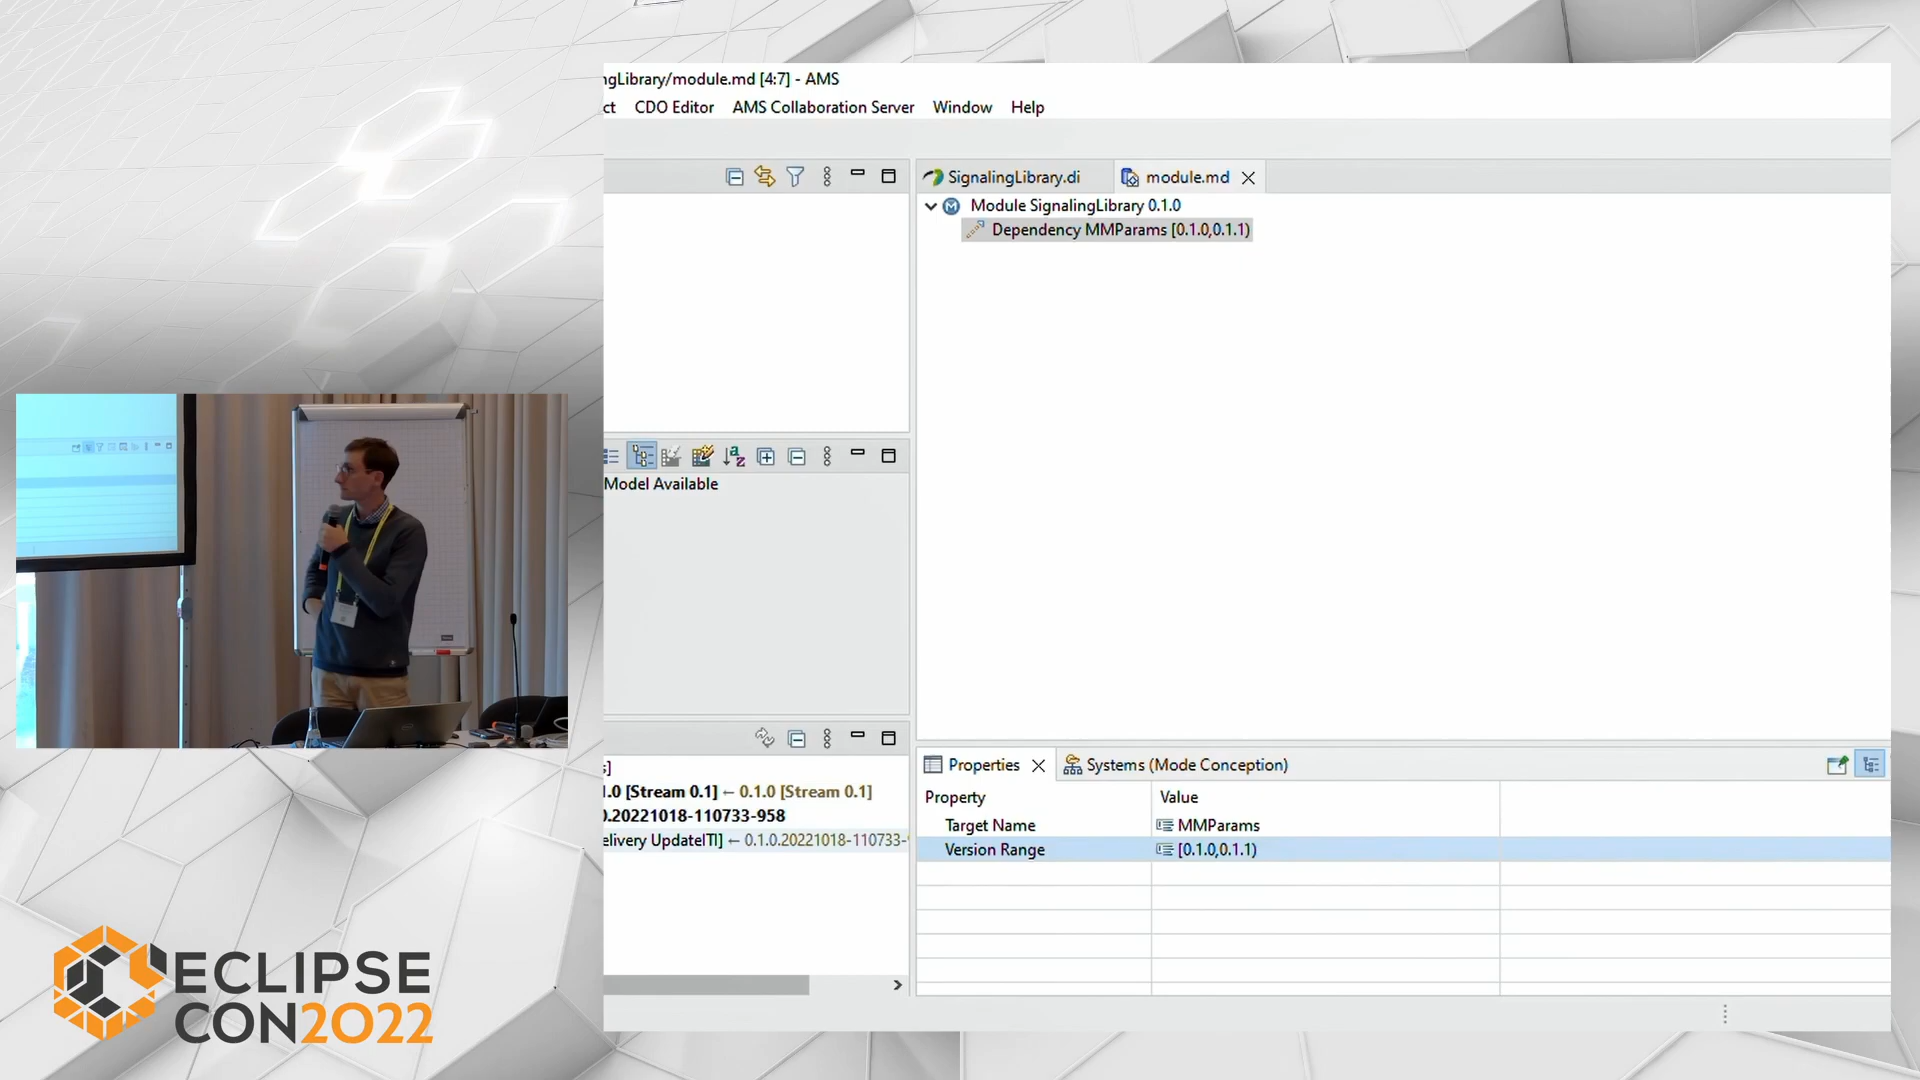 ngLibrary/module.md [4:7] - AMS
ct CDO Editor AMS Collaboration Server Window Help
SignalingLibrary.di module.md
Module SignalingLibrary 0.1.0
Dependency MMParams [0.1.0,0.1.1)
Model Available
s]
1.0 [Stream 0.1] ← 0.1.0 [Stream 0.1]
0.20221018-110733-958
elivery UpdateITI] ← 0.1.0.20221018-110733-
Properties Systems (Mode Conception)
Property Value
Target Name MMParams
Version Range [0.1.0,0.1.1)
ECLIPSE
CON2022